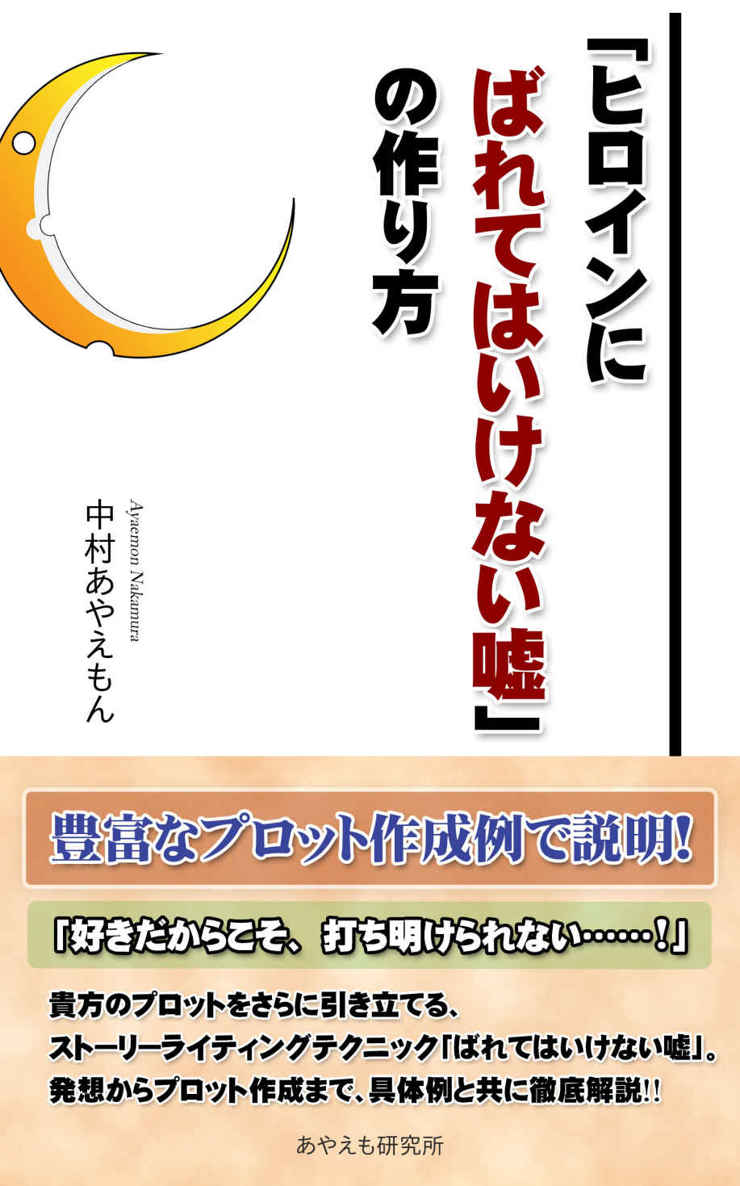 「ヒロインに
ばれてはいけない嘘」
の作り方
Ayaemon Nakamura
中村あやえもん
豊富なプロット作成例で説明!
「好きだからこそ、打ち明けられない……!」
貴方のプロットをさらに引き立てる、
ストーリーライティングテクニック「ばれてはいけない嘘」。
発想からプロット作成まで、具体例と共に徹底解説!!
あやえも研究所